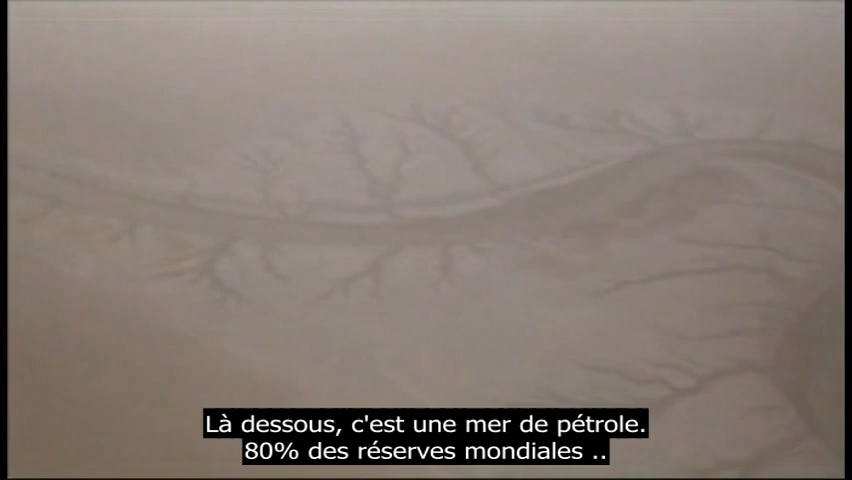 Là dessous, c'est une mer de pétrole.
80% des réserves mondiales ..